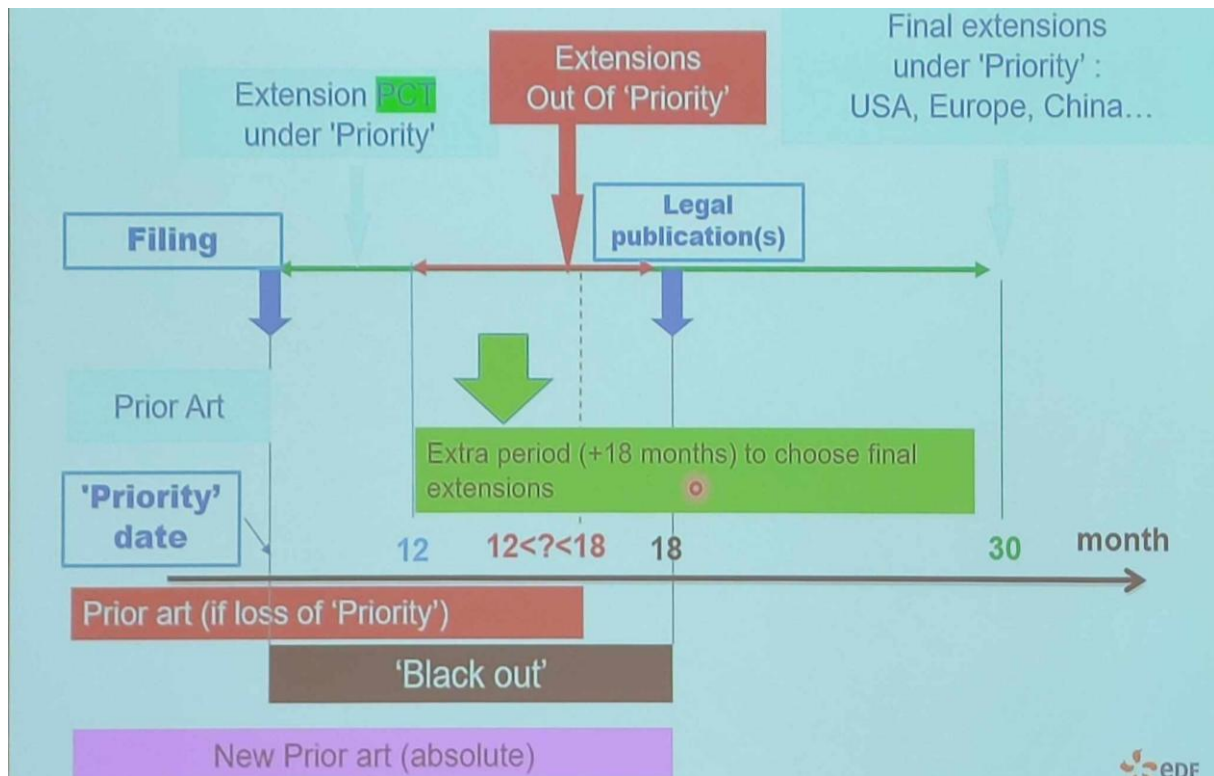 Extension PCT
under 'Priority'
Extensions
Out Of ‘Priority’
Final extensions
under 'Priority' :
USA, Europe, China...
Filing
Legal
publication(s)
Prior Art
Extra period (+18 months) to choose final
extensions
'Priority’
date
12
12<?<18
18
30
month
Prior art (if loss of ‘Priority’)
‘Black out’
New Prior art (absolute)
EDF